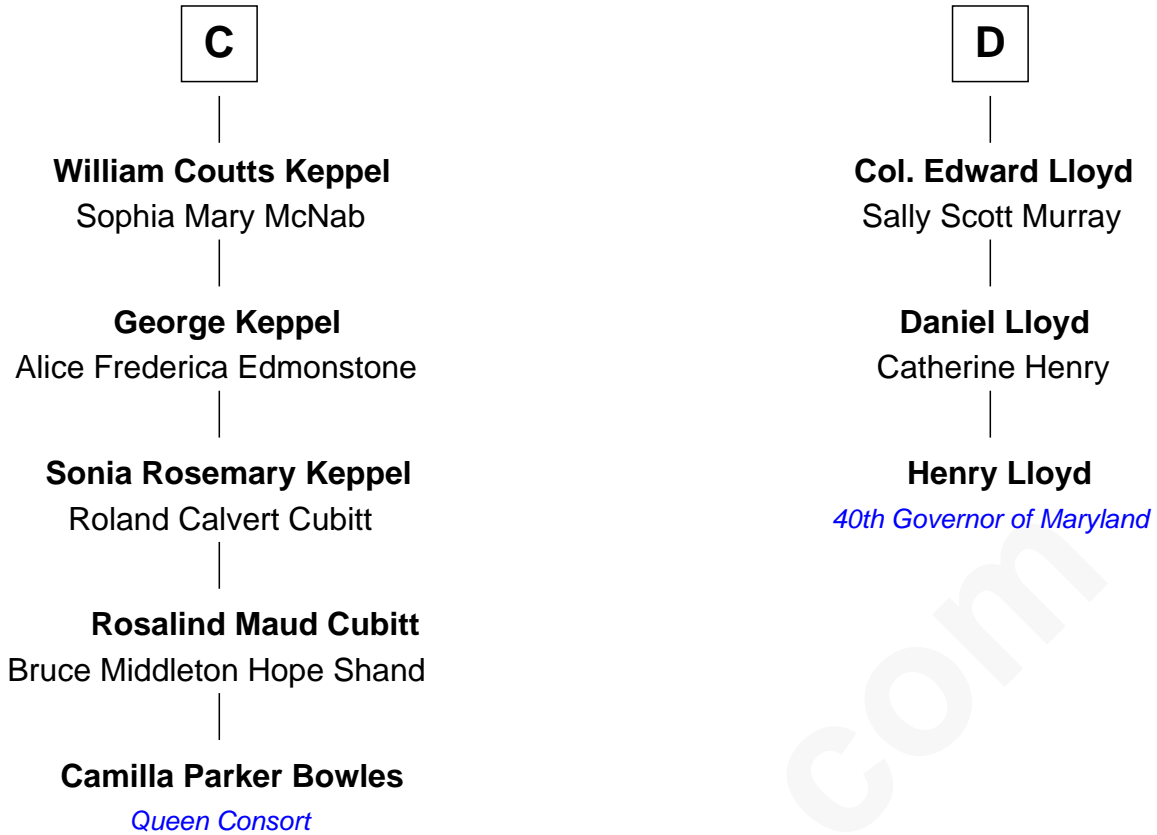 C
William Coutts Keppel
Sophia Mary McNab
George Keppel
Alice Frederica Edmonstone
Sonia Rosemary Keppel
Roland Calvert Cubitt
Rosalind Maud Cubitt
Bruce Middleton Hope Shand
Camilla Parker Bowles
Queen Consort
D
Col. Edward Lloyd
Sally Scott Murray
Daniel Lloyd
Catherine Henry
Henry Lloyd
40th Governor of Maryland
com